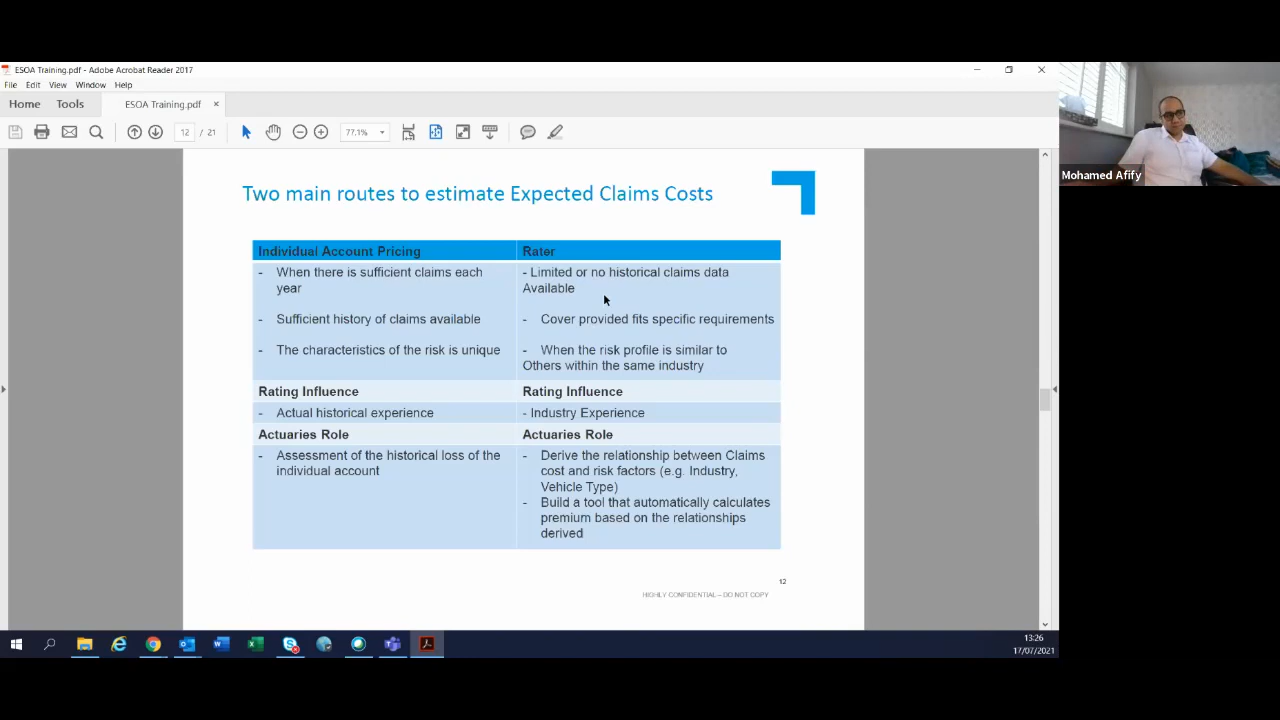 ESOA Training.pdf - Adobe Acrobat Reader 2017
File Edit View Window Help
Home Tools ESOA Training.pdf ×
12 / 21 77.1%
Two main routes to estimate Expected Claims Costs
Individual Account Pricing
- When there is sufficient claims each
year
- Sufficient history of claims available
- The characteristics of the risk is unique
Rating Influence
- Actual historical experience
Actuaries Role
- Assessment of the historical loss of the
individual account
Rater
- Limited or no historical claims data
Available
- Cover provided fits specific requirements
- When the risk profile is similar to
Others within the same industry
Rating Influence
- Industry Experience
Actuaries Role
- Derive the relationship between Claims
cost and risk factors (e.g. Industry,
Vehicle Type)
- Build a tool that automatically calculates
premium based on the relationships
derived
12
HIGHLY CONFIDENTIAL – DO NOT COPY
13:26
17/07/2021
Mohamed Afify